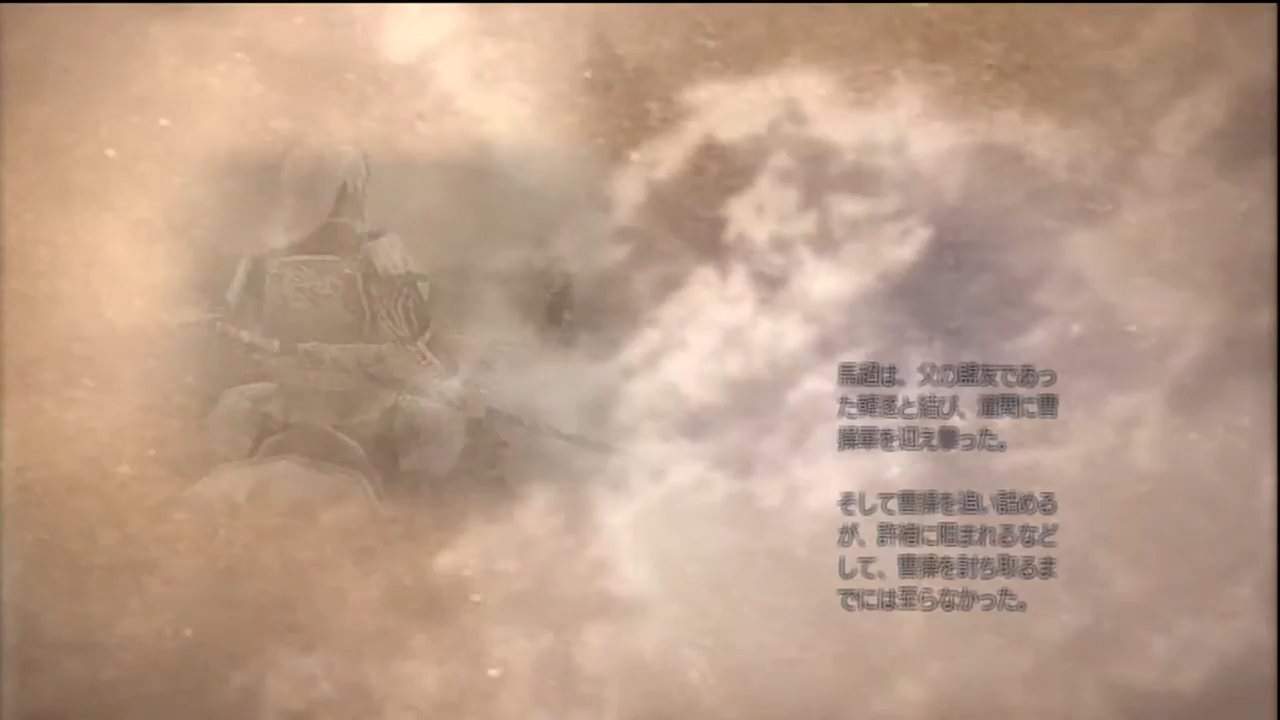 馬超は、父の盟友であっ
た韓遂と結び、潼関に曹
操軍を迎え撃った。
そして曹操を追い詰める
が、許褚に阻まれるなど
して、曹操を討ち取るま
でには至らなかった。